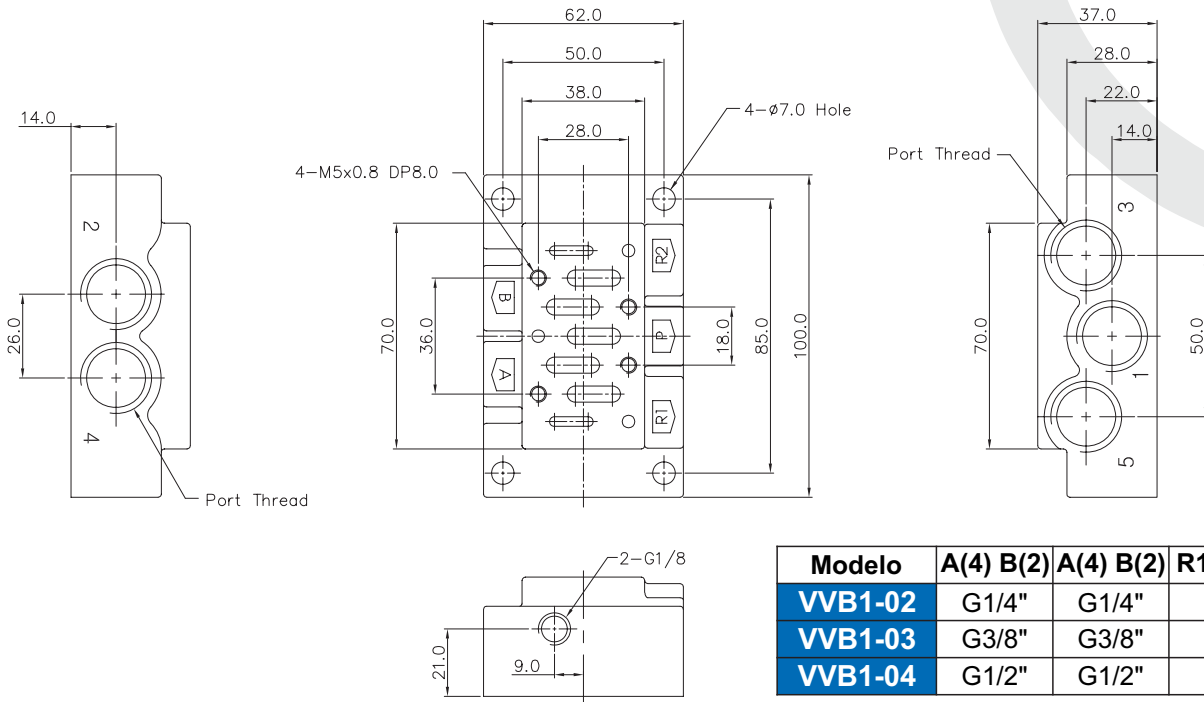 62.0
37.0
50.0
28.0
38.0
22.0
14.0
28.0
4-ø7.0 Hole
14.0
4-M5x0.8 DP8.0
Port Thread
2
3
R2
B
26.0
70.0
36.0
P
18.0
85.0
100.0
70.0
50.0
1
A
R1
4
5
Port Thread
2-G1/8
21.0
9.0
Modelo A(4) B(2) A(4) B(2) R1
VVB1-02 G1/4" G1/4"
VVB1-03 G3/8" G3/8"
VVB1-04 G1/2" G1/2"